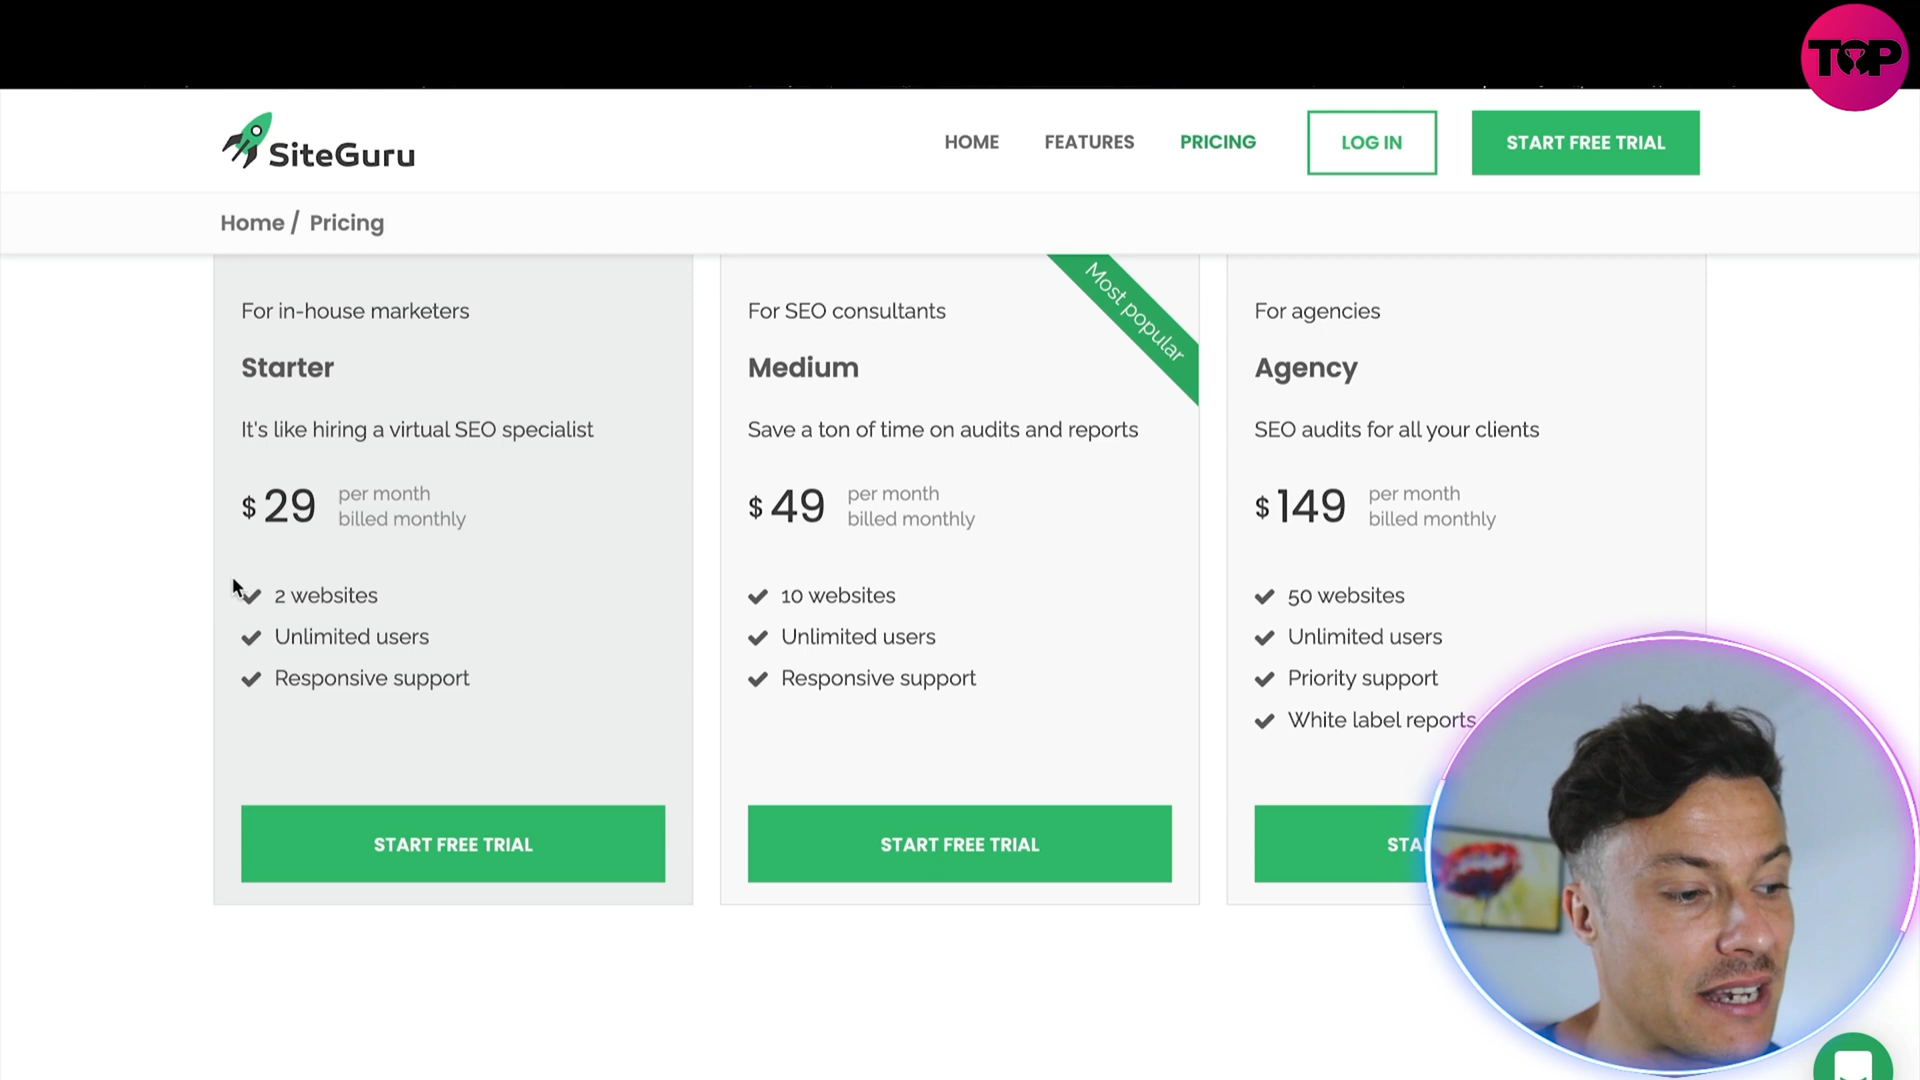 TOP
SiteGuru
HOME
FEATURES
PRICING
LOG IN
START FREE TRIAL
Home / Pricing
For in-house marketers
Starter
It's like hiring a virtual SEO specialist
$ 29
per month
billed monthly
2 websites
Unlimited users
Responsive support
START FREE TRIAL
Most popular
For SEO consultants
Medium
Save a ton of time on audits and reports
$ 49
per month
billed monthly
10 websites
Unlimited users
Responsive support
START FREE TRIAL
For agencies
Agency
SEO audits for all your clients
$ 149
per month
billed monthly
50 websites
Unlimited users
Priority support
White label reports